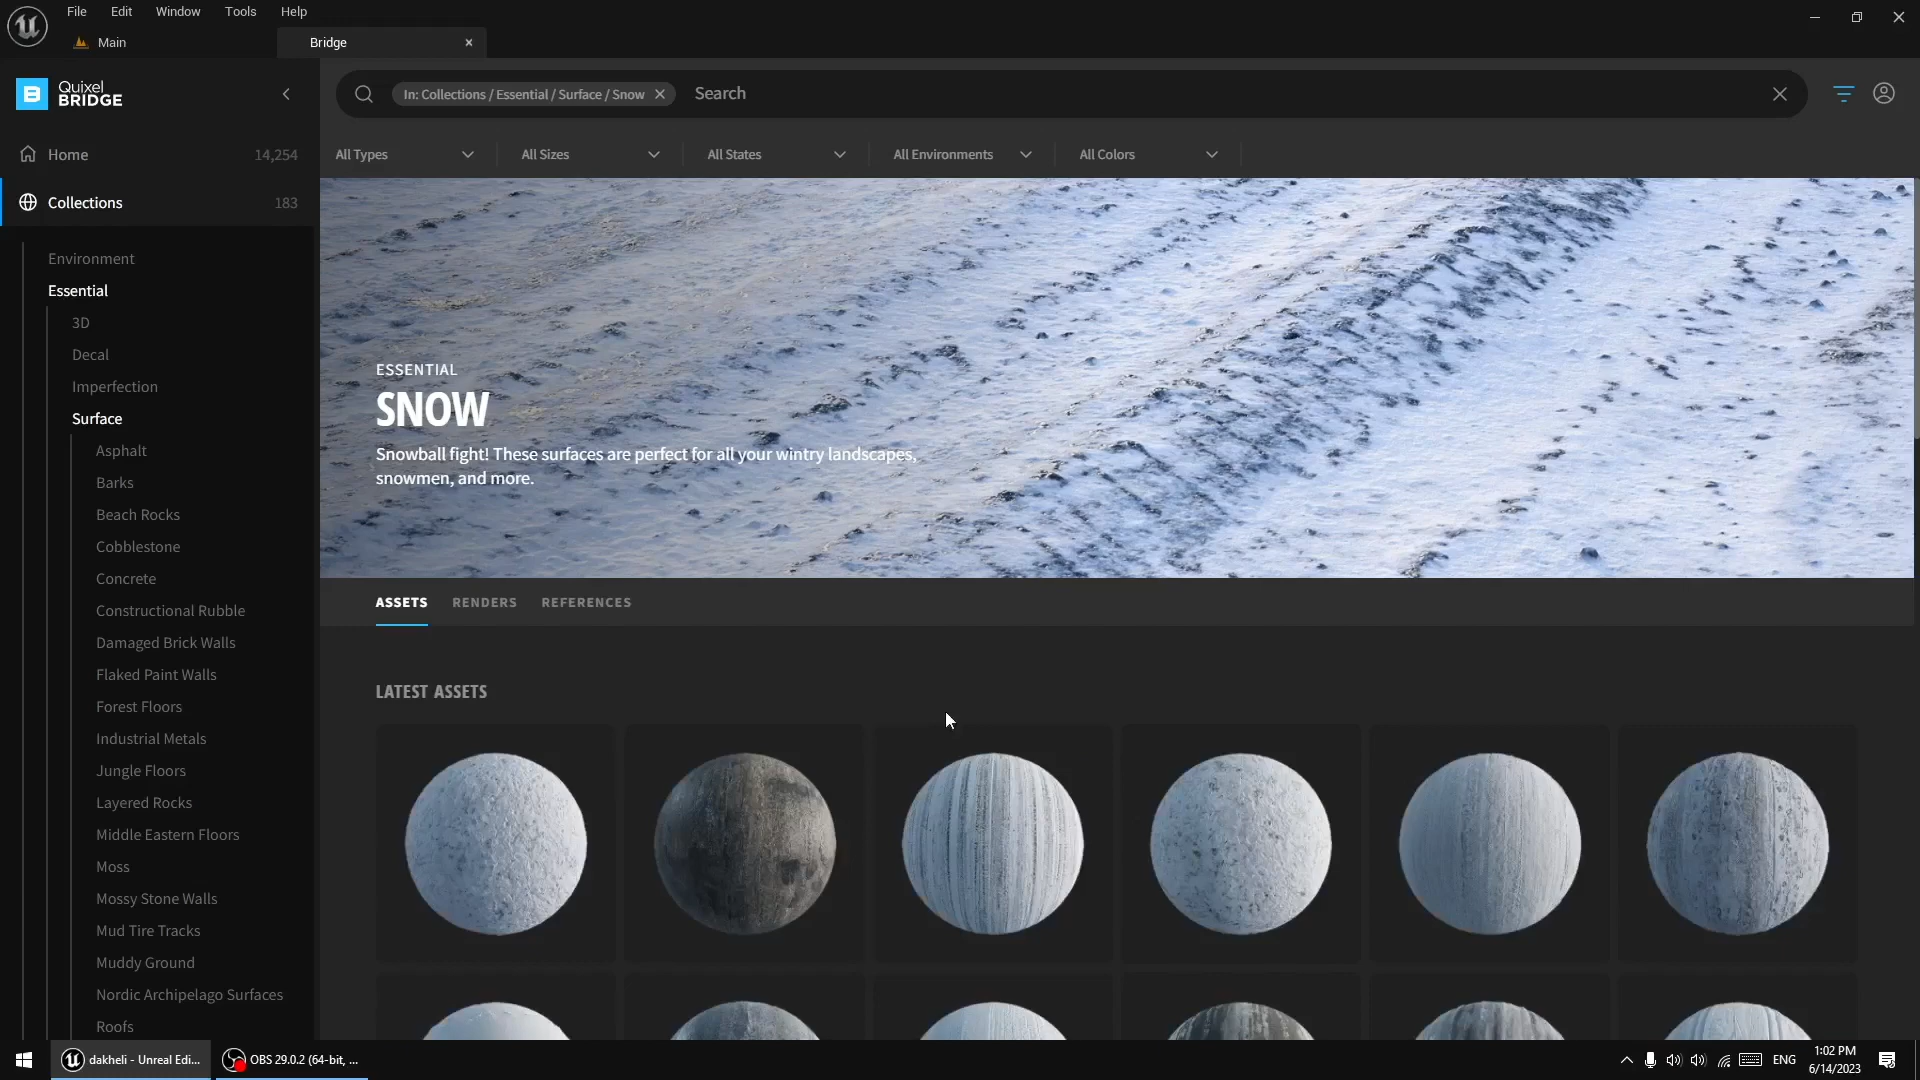 File Edit Window Tools Help
Main
Bridge
Quixel
BRIDGE
In: Collections / Essential / Surface / Snow
Search
Home 14,254
All Types
All Sizes
All States
All Environments
All Colors
Collections 183
Environment
Essential
3D
Decal
Imperfection
Surface
Asphalt
Barks
Beach Rocks
Cobblestone
Concrete
Constructional Rubble
Damaged Brick Walls
Flaked Paint Walls
Forest Floors
Industrial Metals
Jungle Floors
Layered Rocks
Middle Eastern Floors
Moss
Mossy Stone Walls
Mud Tire Tracks
Muddy Ground
Nordic Archipelago Surfaces
Roofs
ESSENTIAL
SNOW
Snowball fight! These surfaces are perfect for all your wintry landscapes,
snowmen, and more.
ASSETS RENDERS REFERENCES
LATEST ASSETS
dakheli - Unreal Edi...
OBS 29.0.2 (64-bit, ...
ENG
1:02 PM
6/14/2023